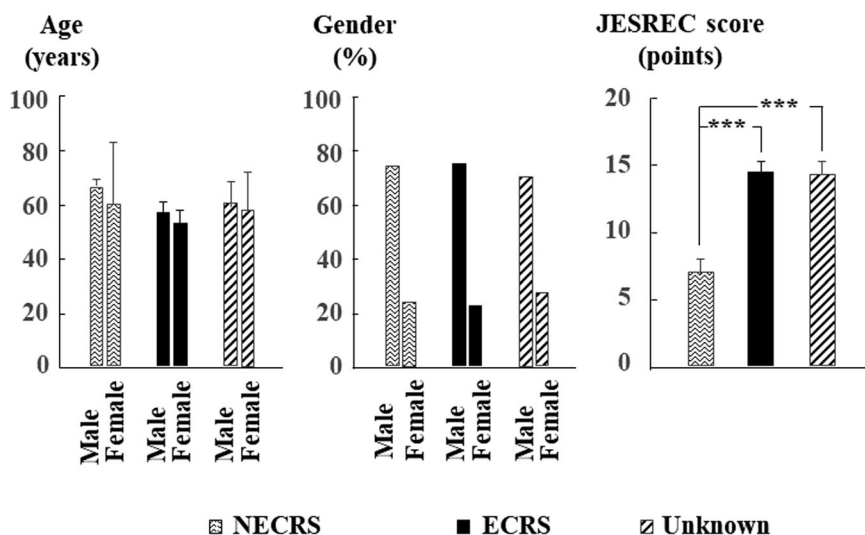 Age
(years)
100
80
60
40
20
0
Male
Female
Male
Female
Male
Female
Gender
(%)
100
80
60
40
20
0
Male
Female
Male
Female
Male
Female
JESREC score
(points)
20
15
10
5
0
***
***
NECRS
ECRS
Unknown